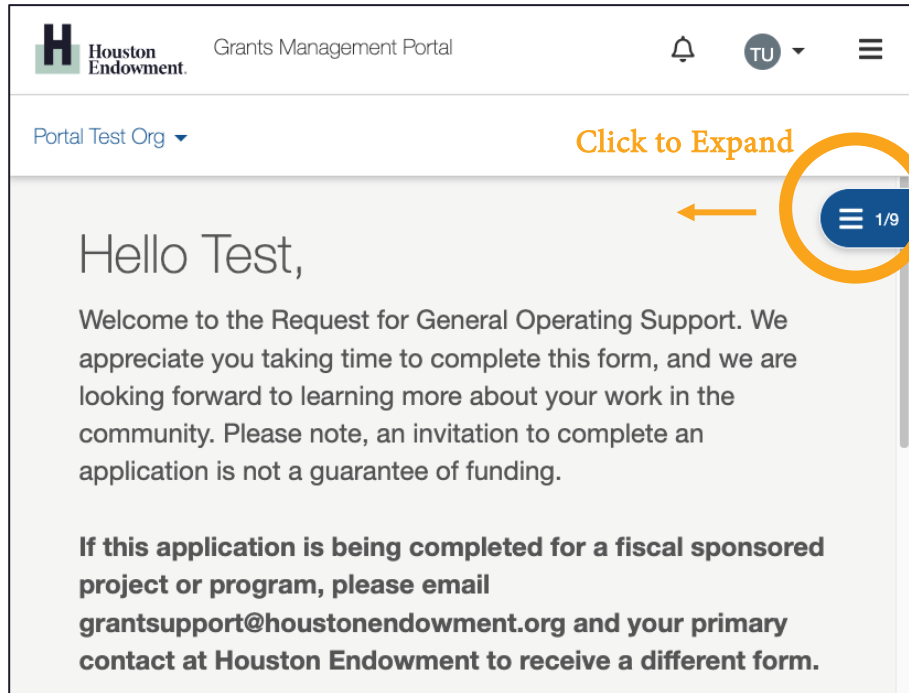 H Houston
Endowment.
Grants Management Portal
TU
Portal Test Org
Click to Expand
1/9
Hello Test,
Welcome to the Request for General Operating Support. We
appreciate you taking time to complete this form, and we are
looking forward to learning more about your work in the
community. Please note, an invitation to complete an
application is not a guarantee of funding.
If this application is being completed for a fiscal sponsored
project or program, please email
grantsupport@houstonendowment.org and your primary
contact at Houston Endowment to receive a different form.